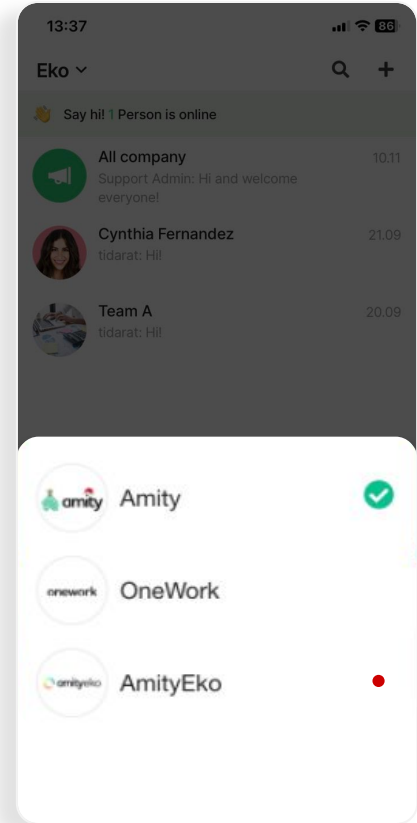 13:37
86
Eko
Say hi! 1 Person is online
All company
10.11
Support Admin: Hi and welcome
everyone!
Cynthia Fernandez
21.09
tidarat: Hi!
Team A
20.09
tidarat: Hi!
amity
Amity
onework
OneWork
amityeko
AmityEko